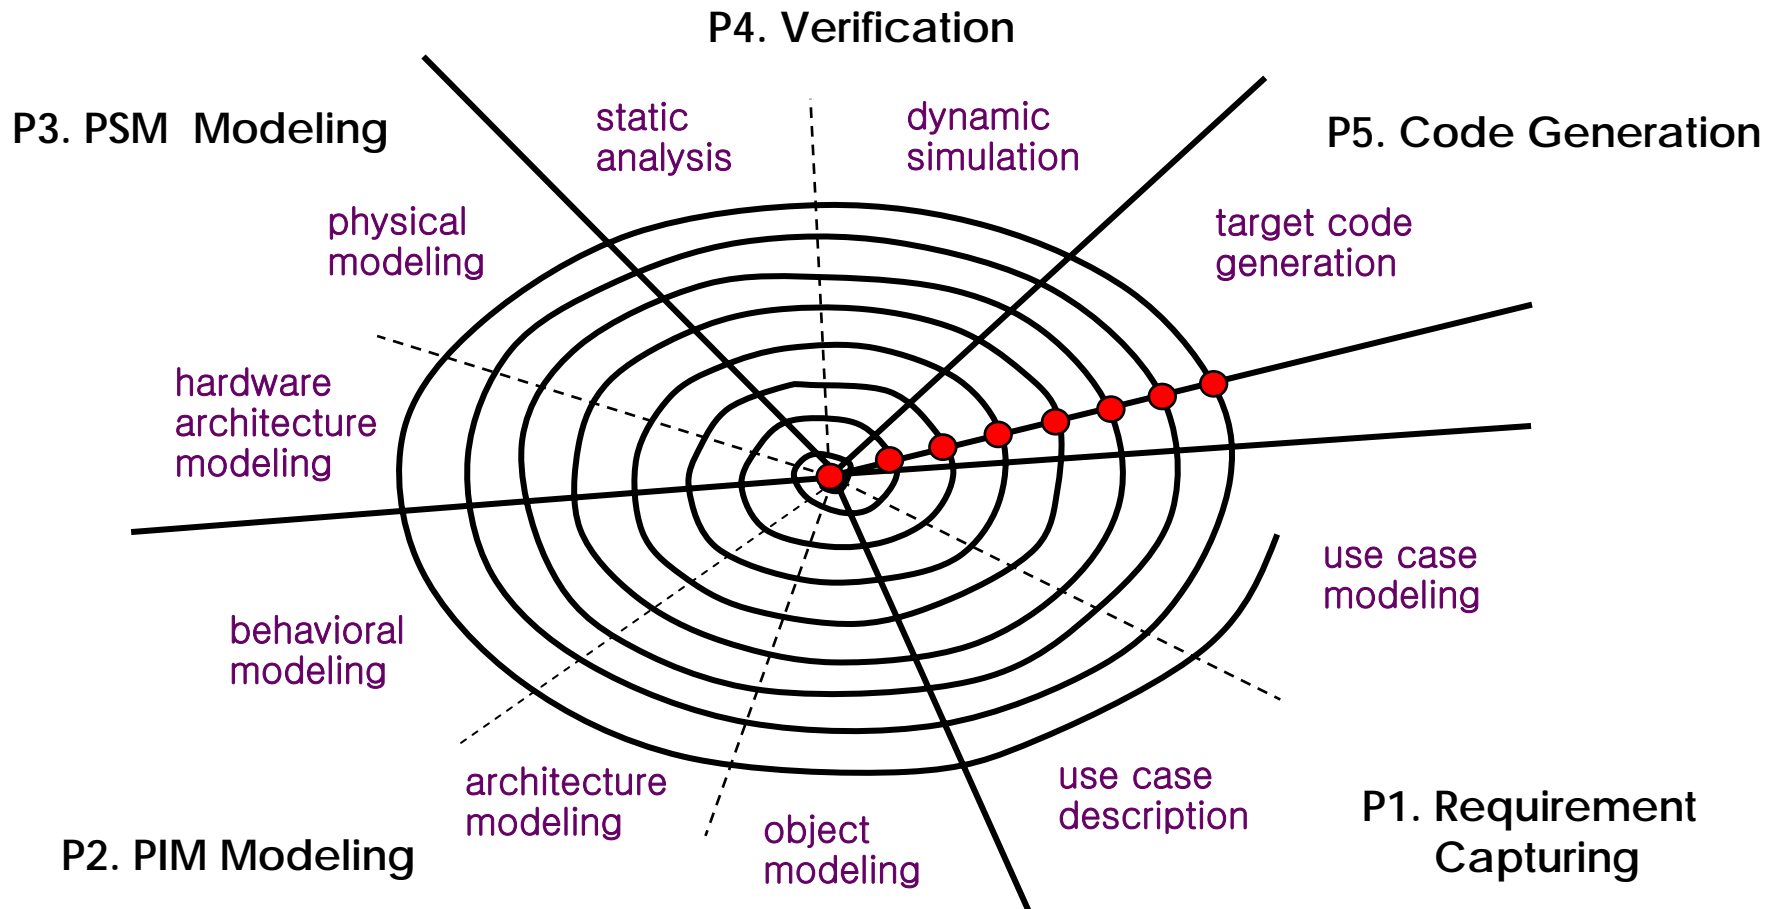 P4. Verification
P3. PSM Modeling
static
analysis
dynamic
simulation
P5. Code Generation
physical
modeling
target code
generation
hardware
architecture
modeling
use case
modeling
behavioral
modeling
architecture
modeling
use case
description
P1. Requirement
Capturing
P2. PIM Modeling
object
modeling